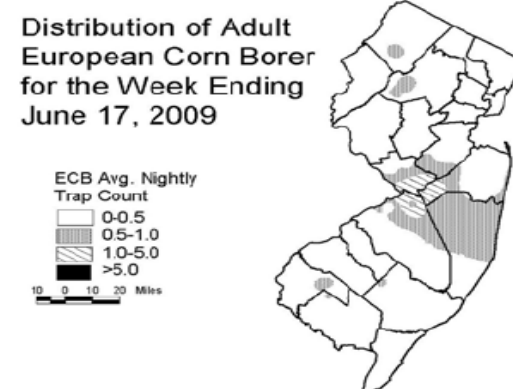 Distribution of Adult
European Corn Borer
for the Week Ending
June 17, 2009
ECB Avg. Nightly
Trap Count
0-0.5
0.5-1.0
1.0-5.0
>5.0
10 0 10 20 Miles